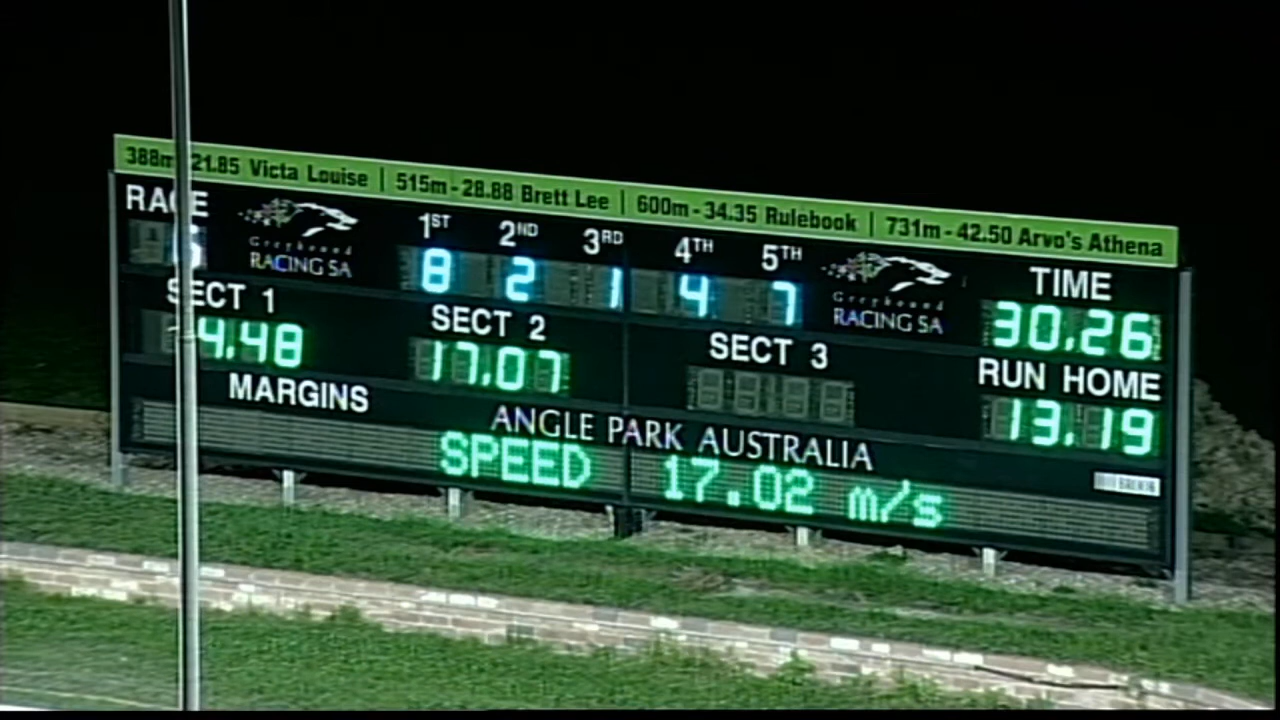 388m - 21.85 Victa Louise | 515m - 28.88 Brett Lee | 600m - 34.35 Rulebook | 731m - 42.50 Arvo's Athena
RACE 1ST 2ND 3RD 4TH 5TH TIME
Greyhound RACING SA 8 2 1 4 7 Greyhound RACING SA 30.26
SECT 1 SECT 2 SECT 3 RUN HOME
4.48 17.07 13.19
MARGINS ANGLE PARK AUSTRALIA
SPEED 17.02 m/s